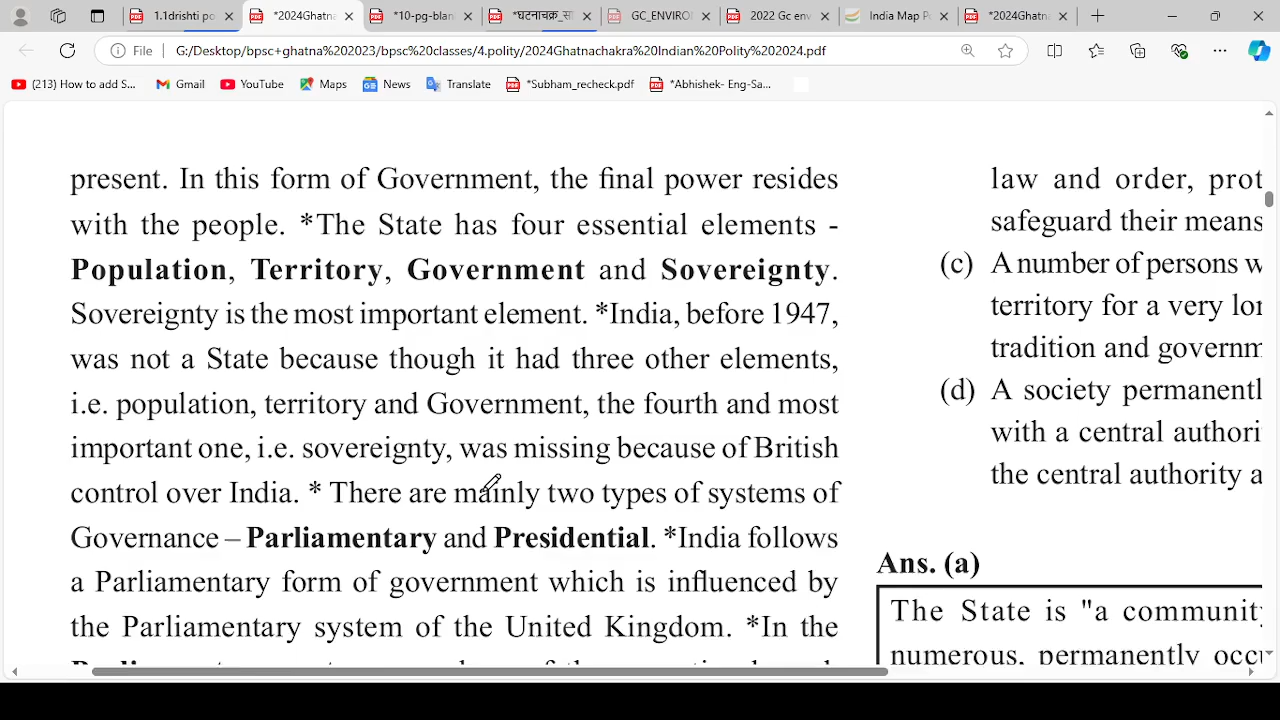 1.1drishti po
*2024Ghatna
*10-pg-blan
*घटनाचक्र_सा
GC_ENVIRO
2022 Gc env
India Map P
*2024Ghatna
File
G:/Desktop/bpsc+ghatna%202023/bpsc%20classes/4.polity/2024Ghatnachakra%20Indian%20Polity%202024.pdf
(213) How to add S...
Gmail
YouTube
Maps
News
Translate
*Subham_recheck.pdf
*Abhishek- Eng-Sa...
present. In this form of Government, the final power resides
with the people. *The State has four essential elements -
Population, Territory, Government and Sovereignty.
Sovereignty is the most important element. *India, before 1947,
was not a State because though it had three other elements,
i.e. population, territory and Government, the fourth and most
important one, i.e. sovereignty, was missing because of British
control over India. * There are mainly two types of systems of
Governance – Parliamentary and Presidential. *India follows
a Parliamentary form of government which is influenced by
the Parliamentary system of the United Kingdom. *In the
law and order, prot
safeguard their means
(c) A number of persons w
territory for a very lon
tradition and governm
(d) A society permanentl
with a central authori
the central authority a
Ans. (a)
The State is "a community
numerous, permanently occu